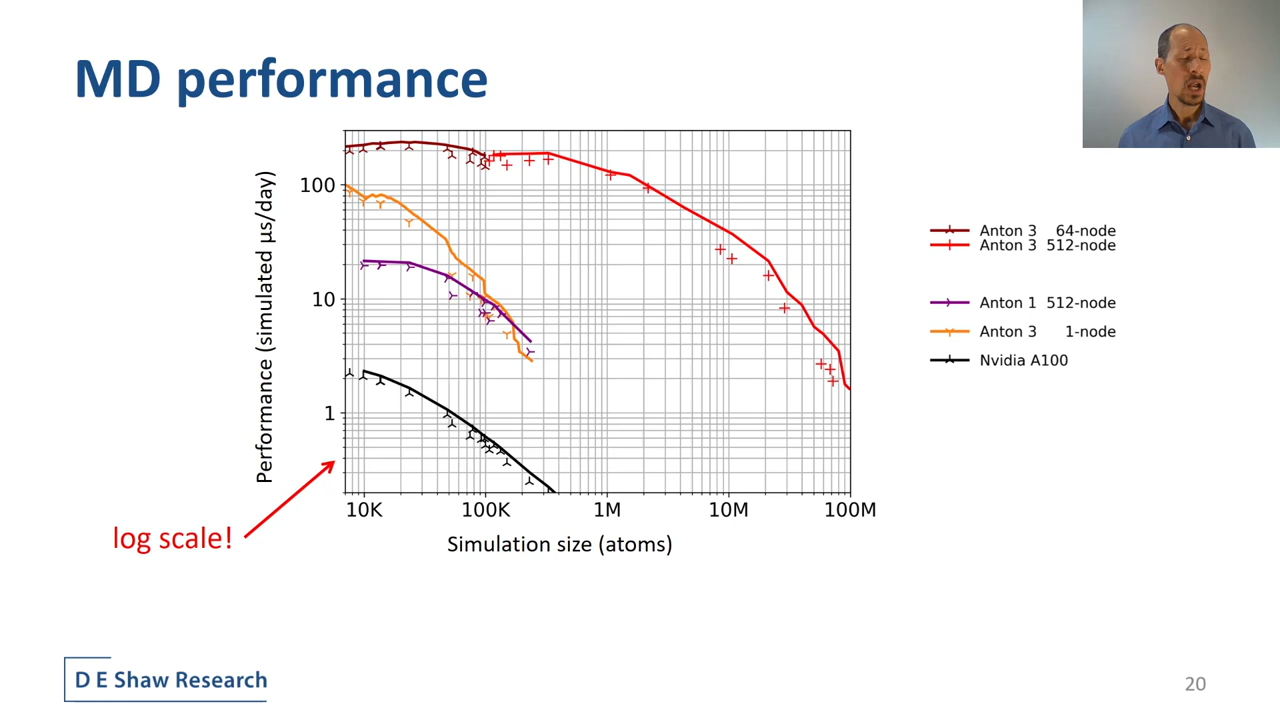 MD performance
Performance (simulated μs/day)
100
10
1
10K 100K 1M 10M 100M
Simulation size (atoms)
log scale!
Anton 3 64-node
Anton 3 512-node
Anton 1 512-node
Anton 3 1-node
Nvidia A100
D E Shaw Research
20